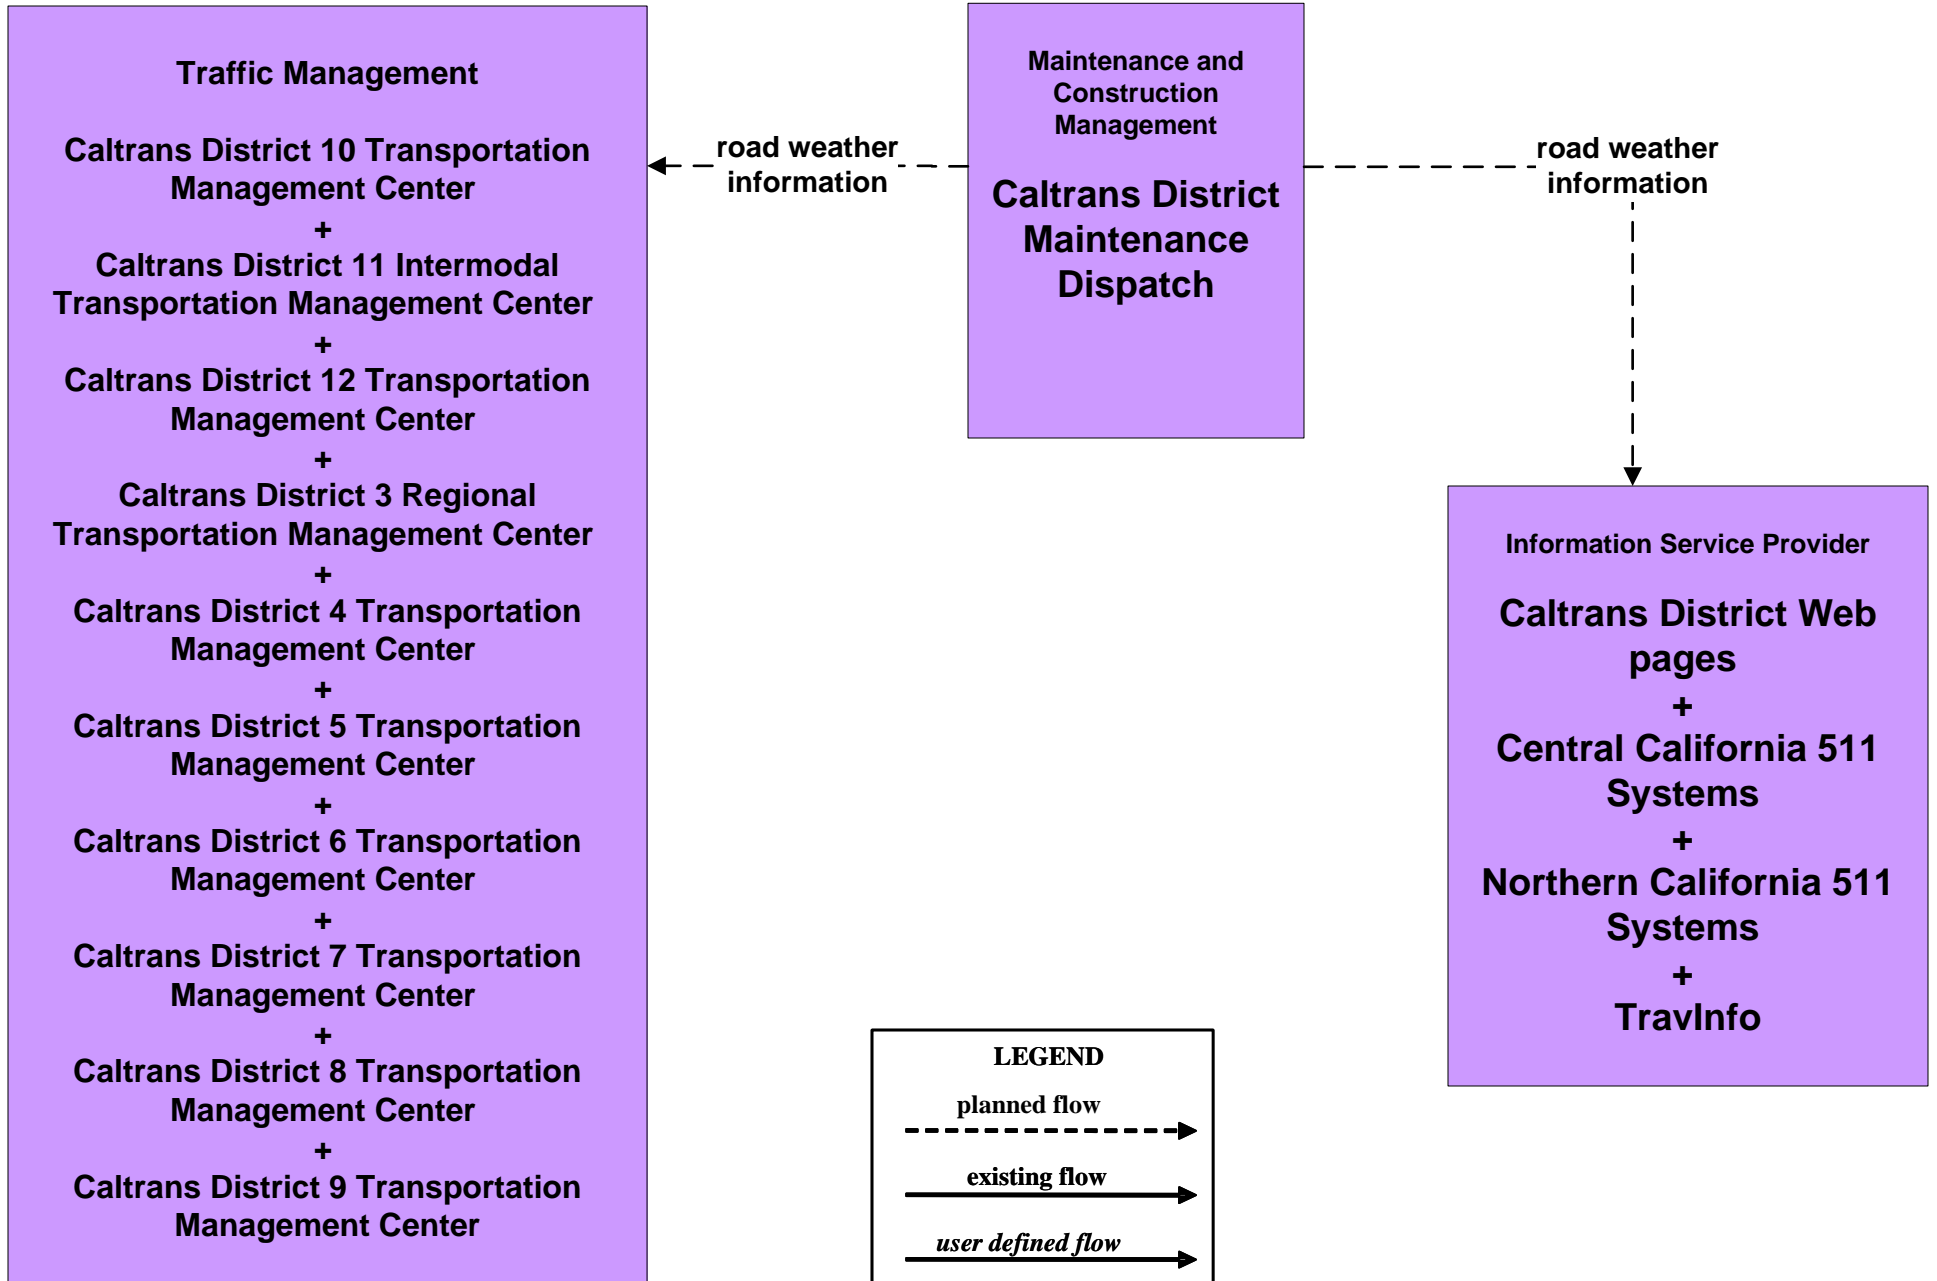 Traffic Management
Caltrans District 10 Transportation
Management Center
+
Caltrans District 11 Intermodal
Transportation Management Center
+
Caltrans District 12 Transportation
Management Center
+
Caltrans District 3 Regional
Transportation Management Center
+
Caltrans District 4 Transportation
Management Center
+
Caltrans District 5 Transportation
Management Center
+
Caltrans District 6 Transportation
Management Center
+
Caltrans District 7 Transportation
Management Center
+
Caltrans District 8 Transportation
Management Center
+
Caltrans District 9 Transportation
Management Center
road weather
information
Maintenance and
Construction
Management
Caltrans District
Maintenance
Dispatch
road weather
information
Information Service Provider
Caltrans District Web
pages
+
Central California 511
Systems
+
Northern California 511
Systems
+
TravInfo
LEGEND
planned flow
existing flow
user defined flow